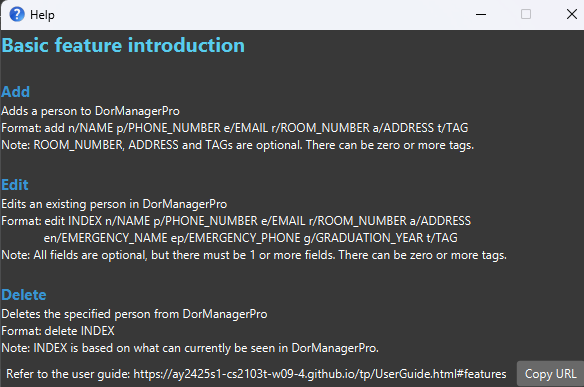 Help
Basic feature introduction
Add
Adds a person to DorManagerPro
Format: add n/NAME p/PHONE_NUMBER e/EMAIL r/ROOM_NUMBER a/ADDRESS t/TAG
Note: ROOM_NUMBER, ADDRESS and TAGs are optional. There can be zero or more tags.
Edit
Edits an existing person in DorManagerPro
Format: edit INDEX n/NAME p/PHONE_NUMBER e/EMAIL r/ROOM_NUMBER a/ADDRESS
en/EMERGENCY_NAME ep/EMERGENCY_PHONE g/GRADUATION_YEAR t/TAG
Note: All fields are optional, but there must be 1 or more fields. There can be zero or more tags.
Delete
Deletes the specified person from DorManagerPro
Format: delete INDEX
Note: INDEX is based on what can currently be seen in DorManagerPro.
Refer to the user guide: https://ay2425s1-cs2103t-w09-4.github.io/tp/UserGuide.html#features Copy URL